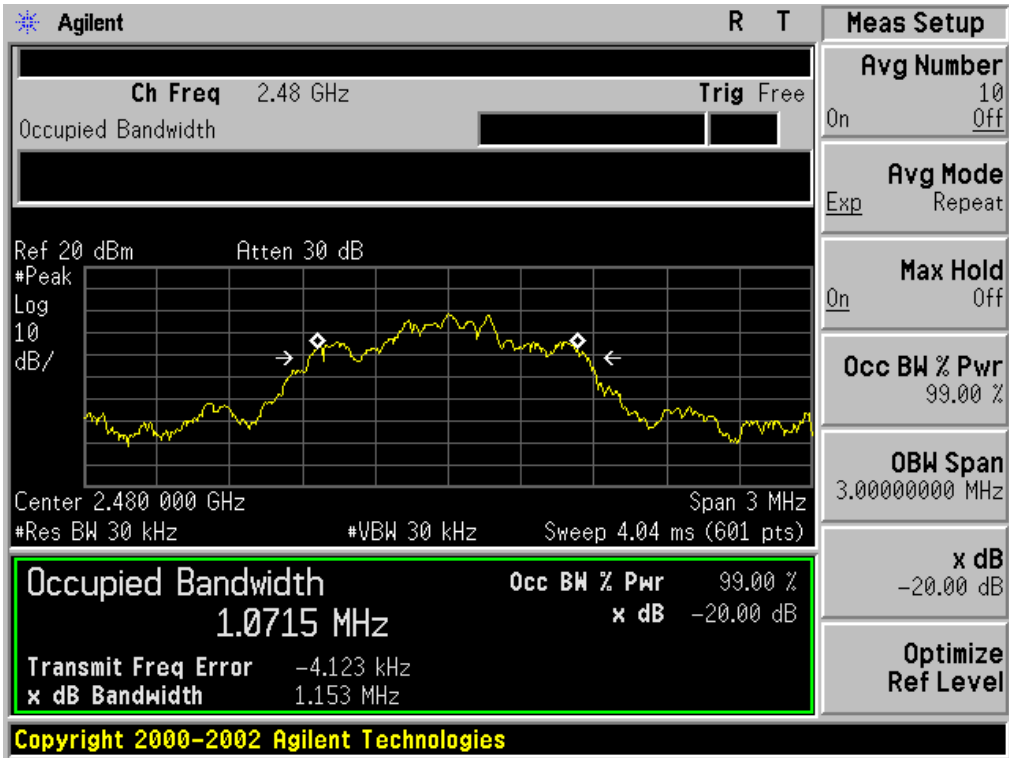 Agilent R T
Ch Freq 2.48 GHz Trig Free
Occupied Bandwidth
Ref 20 dBm Atten 30 dB
#Peak
Log
10
dB/
Center 2.480 000 GHz Span 3 MHz
#Res BW 30 kHz #VBW 30 kHz Sweep 4.04 ms (601 pts)
Occupied Bandwidth Occ BW % Pwr 99.00 %
1.0715 MHz x dB -20.00 dB
Transmit Freq Error -4.123 kHz
x dB Bandwidth 1.153 MHz
Copyright 2000-2002 Agilent Technologies
Meas Setup
Avg Number
10
On Off
Avg Mode
Exp Repeat
Max Hold
On Off
Occ BW % Pwr
99.00 %
OBW Span
3.00000000 MHz
x dB
-20.00 dB
Optimize
Ref Level